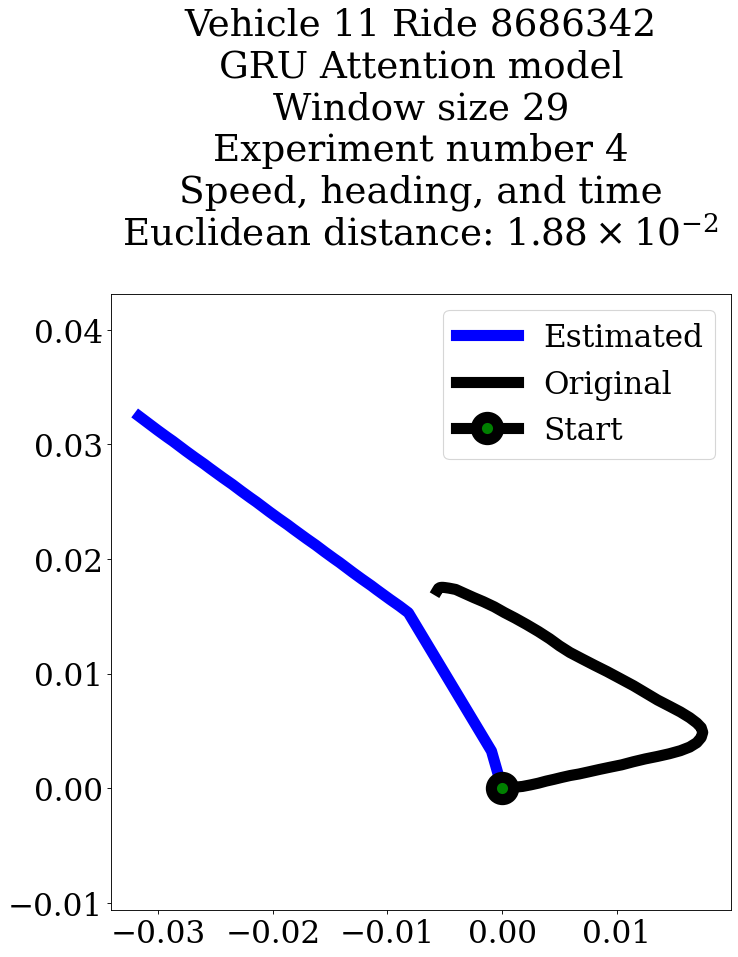 Vehicle 11 Ride 8686342
GRU Attention model
Window size 29
Experiment number 4
Speed, heading, and time
Euclidean distance: 1.88 × 10⁻²
Estimated
Original
Start
0.04
0.03
0.02
0.01
0.00
−0.01
−0.03 −0.02 −0.01 0.00 0.01